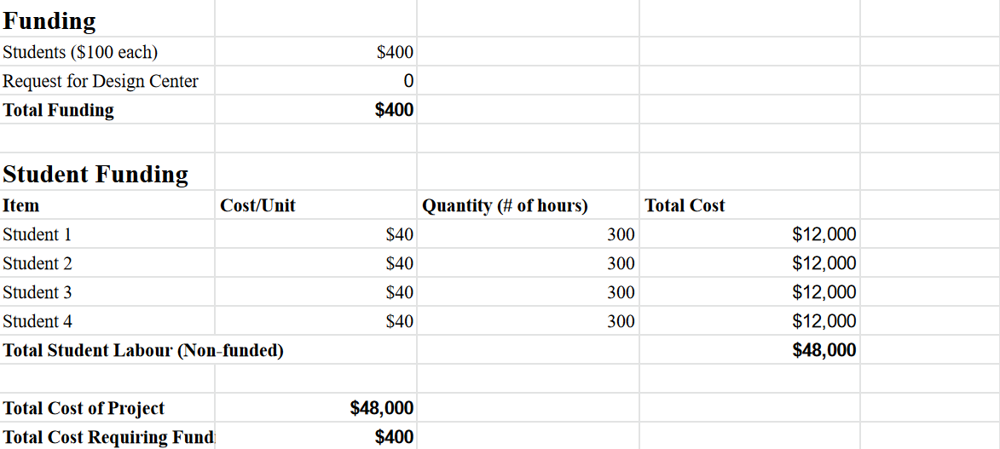 Funding
Students ($100 each) $400
Request for Design Center 0
Total Funding $400
Student Funding
Item Cost/Unit Quantity (# of hours) Total Cost
Student 1 $40 300 $12,000
Student 2 $40 300 $12,000
Student 3 $40 300 $12,000
Student 4 $40 300 $12,000
Total Student Labour (Non-funded) $48,000
Total Cost of Project $48,000
Total Cost Requiring Fund $400